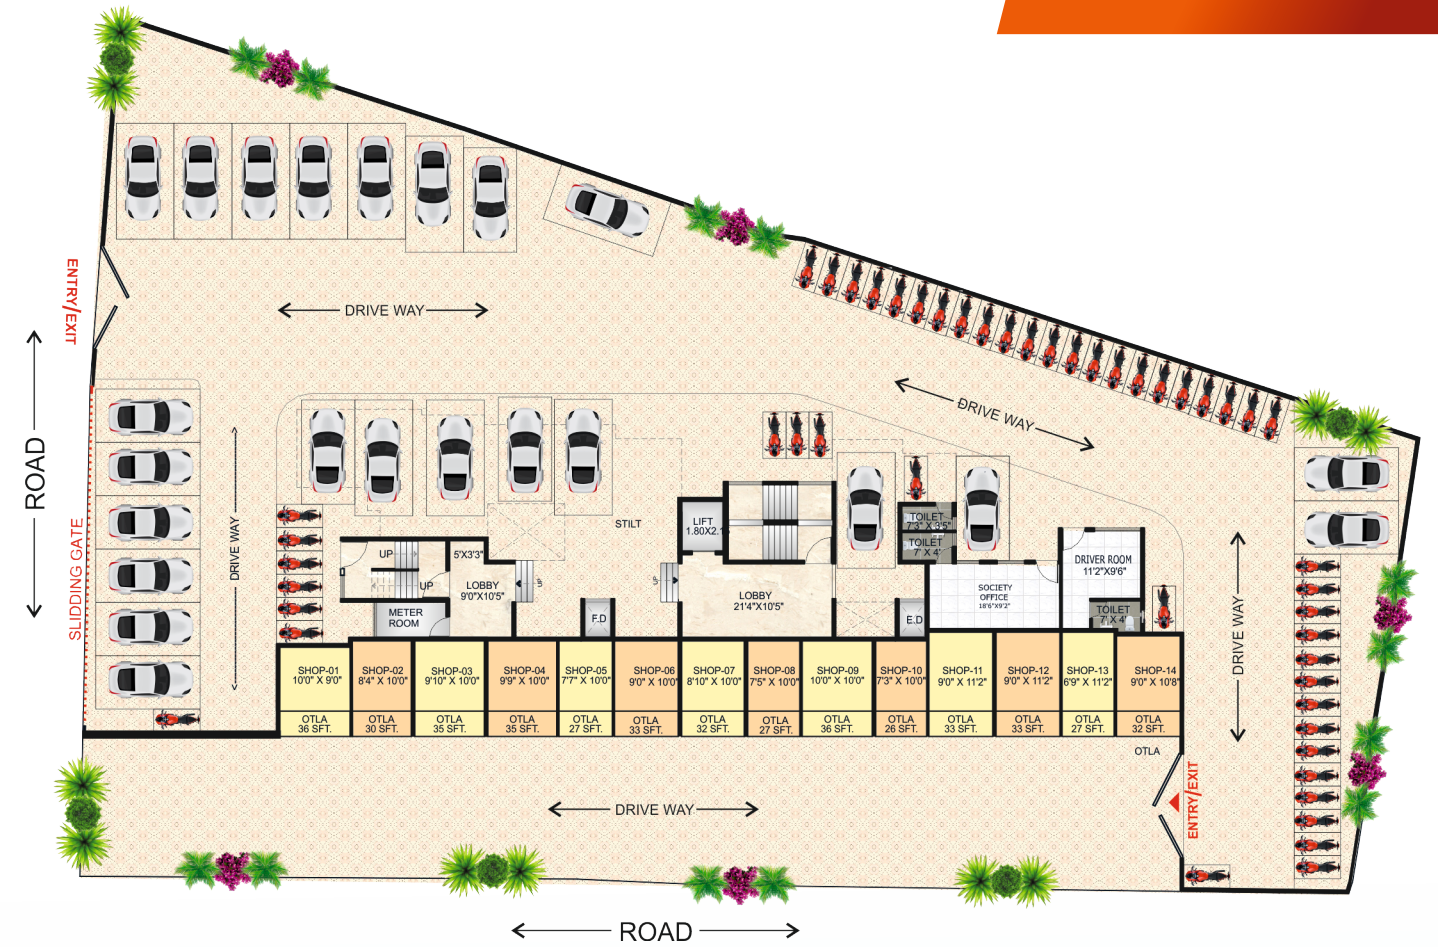 ENTRY/EXIT
DRIVE WAY
DRIVE WAY
ROAD
SLIDDING GATE
DRIVE WAY
STILT
LIFT
1.80X2.1
TOILET
7'3" X 3'5"
TOILET
7' X 4'
UP
UP
5'X3'3"
LOBBY
9'0"X10'5"
UP
UP
LOBBY
21'4"X10'5"
METER
ROOM
F.D
E.D
SOCIETY
OFFICE
18'6"X9'2"
DRIVER ROOM
11'2"X9'6"
TOILET
7' X 4'
DRIVE WAY
SHOP-01
10'0" X 9'0"
SHOP-02
8'4" X 10'0"
SHOP-03
9'10" X 10'0"
SHOP-04
9'9" X 10'0"
SHOP-05
7'7" X 10'0"
SHOP-06
9'0" X 10'0"
SHOP-07
8'10" X 10'0"
SHOP-08
7'5" X 10'0"
SHOP-09
10'0" X 10'0"
SHOP-10
7'3" X 10'0"
SHOP-11
9'0" X 11'2"
SHOP-12
9'0" X 11'2"
SHOP-13
6'9" X 11'2"
SHOP-14
9'0" X 10'8"
OTLA
36 SFT.
OTLA
30 SFT.
OTLA
35 SFT.
OTLA
35 SFT.
OTLA
27 SFT.
OTLA
33 SFT.
OTLA
32 SFT.
OTLA
27 SFT.
OTLA
36 SFT.
OTLA
26 SFT.
OTLA
33 SFT.
OTLA
33 SFT.
OTLA
27 SFT.
OTLA
32 SFT.
OTLA
ENTRY/EXIT
DRIVE WAY
ROAD